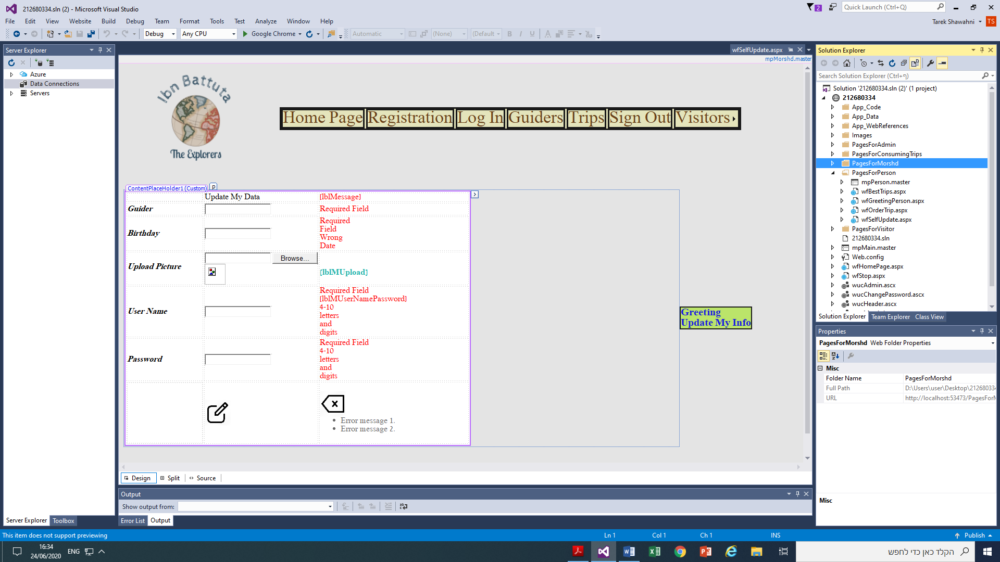 212680334.sln (2) - Microsoft Visual Studio
2
Quick Launch (Ctrl+Q)
File Edit View Website Build Debug Team Format Tools Test Analyze Window Help
Tarek Shawahni
TS
Debug Any CPU Google Chrome Automatic (None) (Default B I U A
Server Explorer
Azure
Data Connections
Servers
wfSelfUpdate.aspx
mpMorshd.master
Ibn Battuta
The Explorers
Home Page Registration Log In Guiders Trips Sign Out Visitors
ContentPlaceHolder1 (Custom)
Update My Data [lblMessage]
Guider Required Field
Birthday
Required
Field
Wrong
Date
Upload Picture
Browse...
[lblMUpload]
User Name
Required Field
[lblMUserNamePassword]
4-10
letters
and
digits
Password
Required Field
4-10
letters
and
digits
Error message 1.
Error message 2.
Greeting
Update My Info
Design Split Source
Output
Show output from:
Server Explorer Toolbox
Error List Output
Solution Explorer
Search Solution Explorer (Ctrl+ף)
Solution '212680334.sln (2)' (1 project)
212680334
App_Code
App_Data
App_WebReferences
Images
PagesForAdmin
PagesForConsumingTrips
PagesForMorshd
PagesForPerson
mpPerson.master
wfBestTrips.aspx
wfGreetingPerson.aspx
wfOrderTrip.aspx
wfSelfUpdate.aspx
PagesForVisitor
212680334.sln
mpMain.master
Web.config
wfHomePage.aspx
wfStop.aspx
wucAdmin.ascx
wucChangePassword.ascx
wucHeader.ascx
Solution Explorer Team Explorer Class View
Properties
PagesForMorshd Web Folder Properties
Misc
Folder Name PagesForMorshd
Full Path D:\Users\user\Desktop\21268033
URL http://localhost:53473/PagesForM
Misc
This item does not support previewing
Ln 1 Col 1 Ch 1 INS
Publish
16:34
24/06/2020
ENG
הקלד כאן כדי לחפש